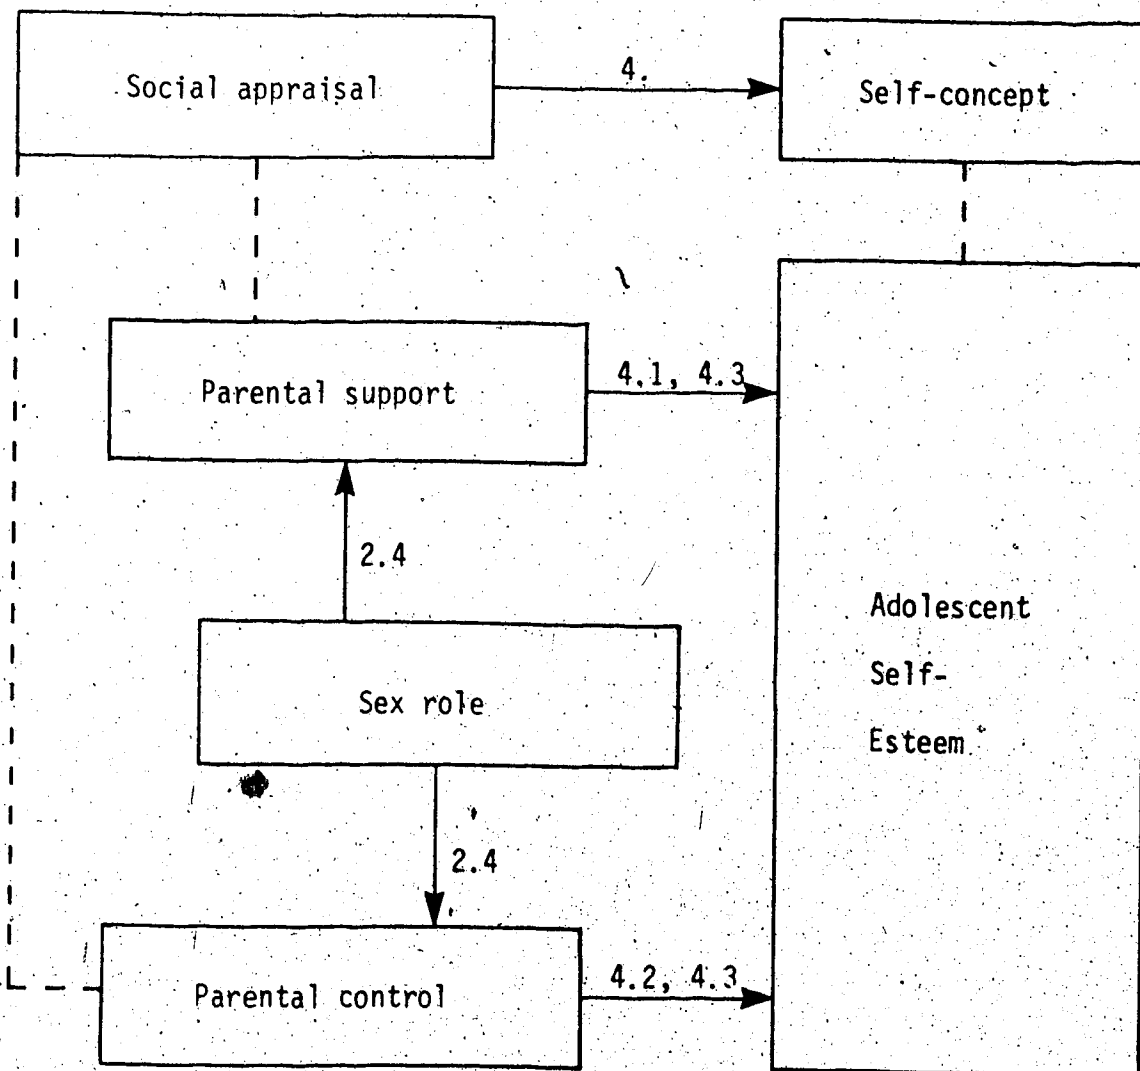 Social appraisal
4.
Self-concept
Parental support
4.1, 4.3
2.4
Sex role
Adolescent
Self-
Esteem
2.4
Parental control
4.2, 4.3